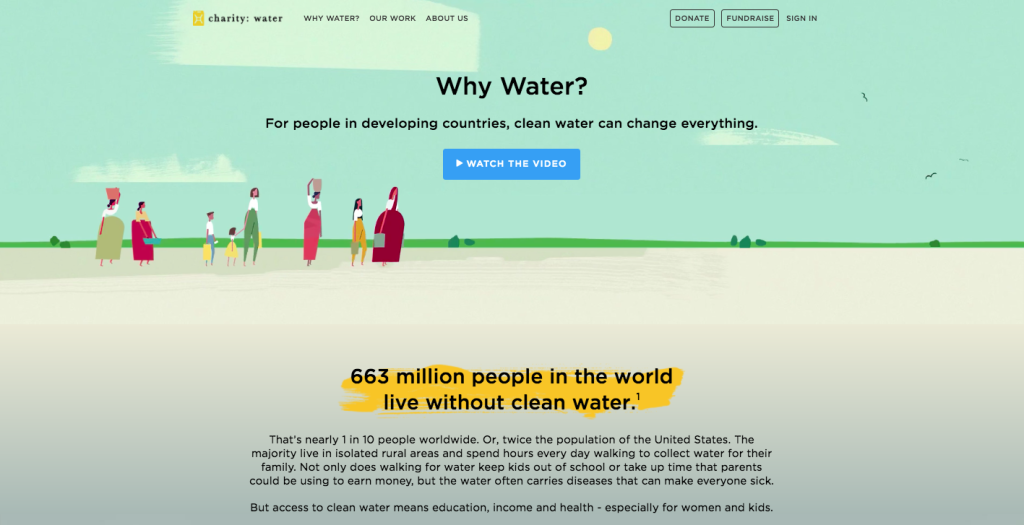 charity: water WHY WATER? OUR WORK ABOUT US DONATE FUNDRAISE SIGN IN
Why Water?
For people in developing countries, clean water can change everything.
WATCH THE VIDEO
663 million people in the world
live without clean water.1
That's nearly 1 in 10 people worldwide. Or, twice the population of the United States. The
majority live in isolated rural areas and spend hours every day walking to collect water for their
family. Not only does walking for water keep kids out of school or take up time that parents
could be using to earn money, but the water often carries diseases that can make everyone sick.
But access to clean water means education, income and health - especially for women and kids.